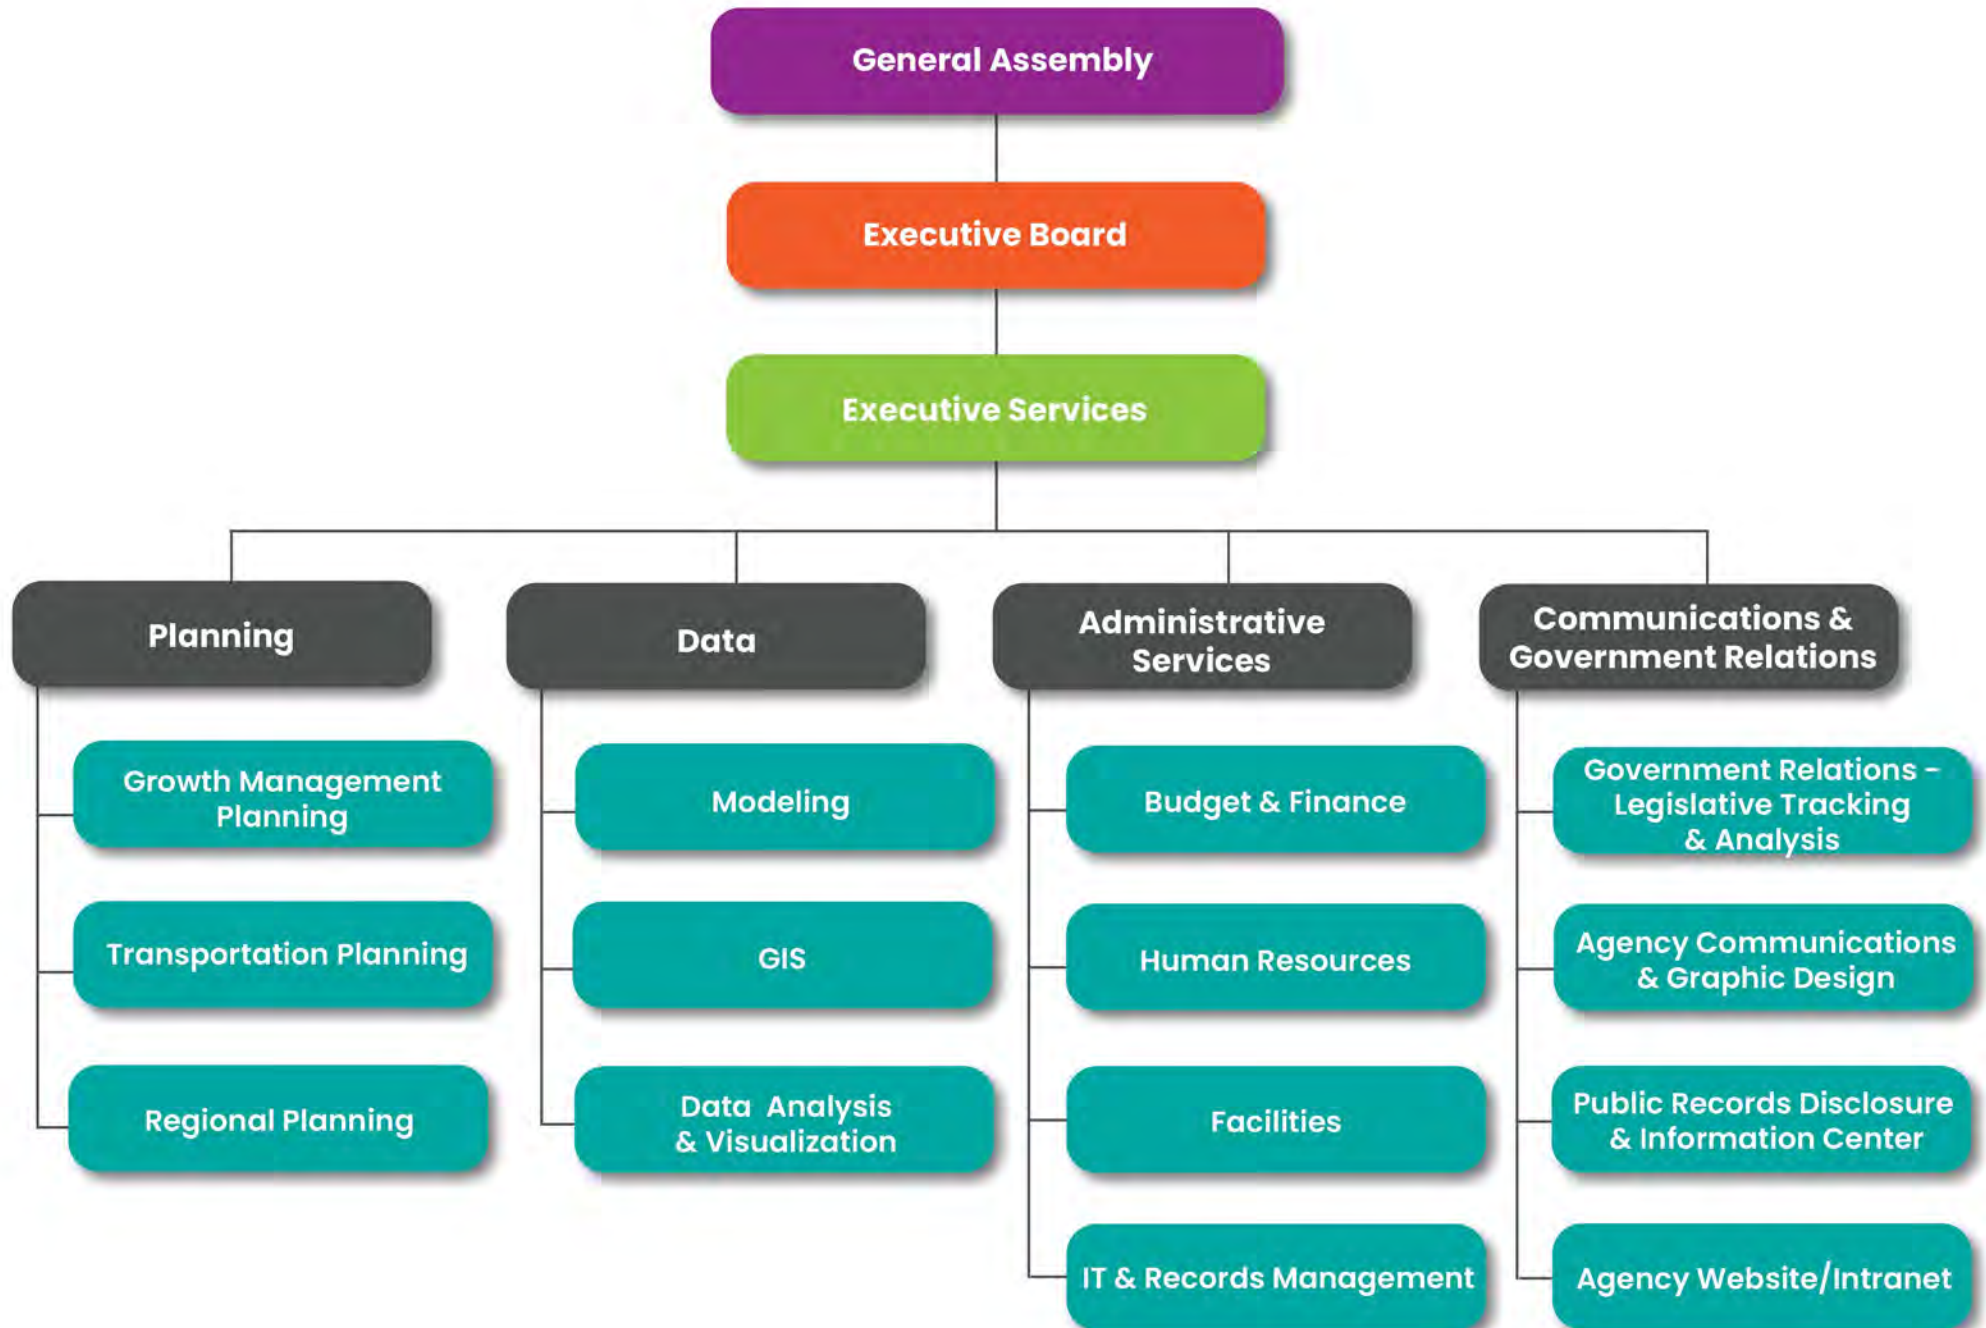 General Assembly
Executive Board
Executive Services
Planning
Growth Management
Planning
Transportation Planning
Regional Planning
Data
Modeling
GIS
Data Analysis
& Visualization
Administrative
Services
Budget & Finance
Human Resources
Facilities
IT & Records Management
Communications &
Government Relations
Government Relations -
Legislative Tracking
& Analysis
Agency Communications
& Graphic Design
Public Records Disclosure
& Information Center
Agency Website/Intranet